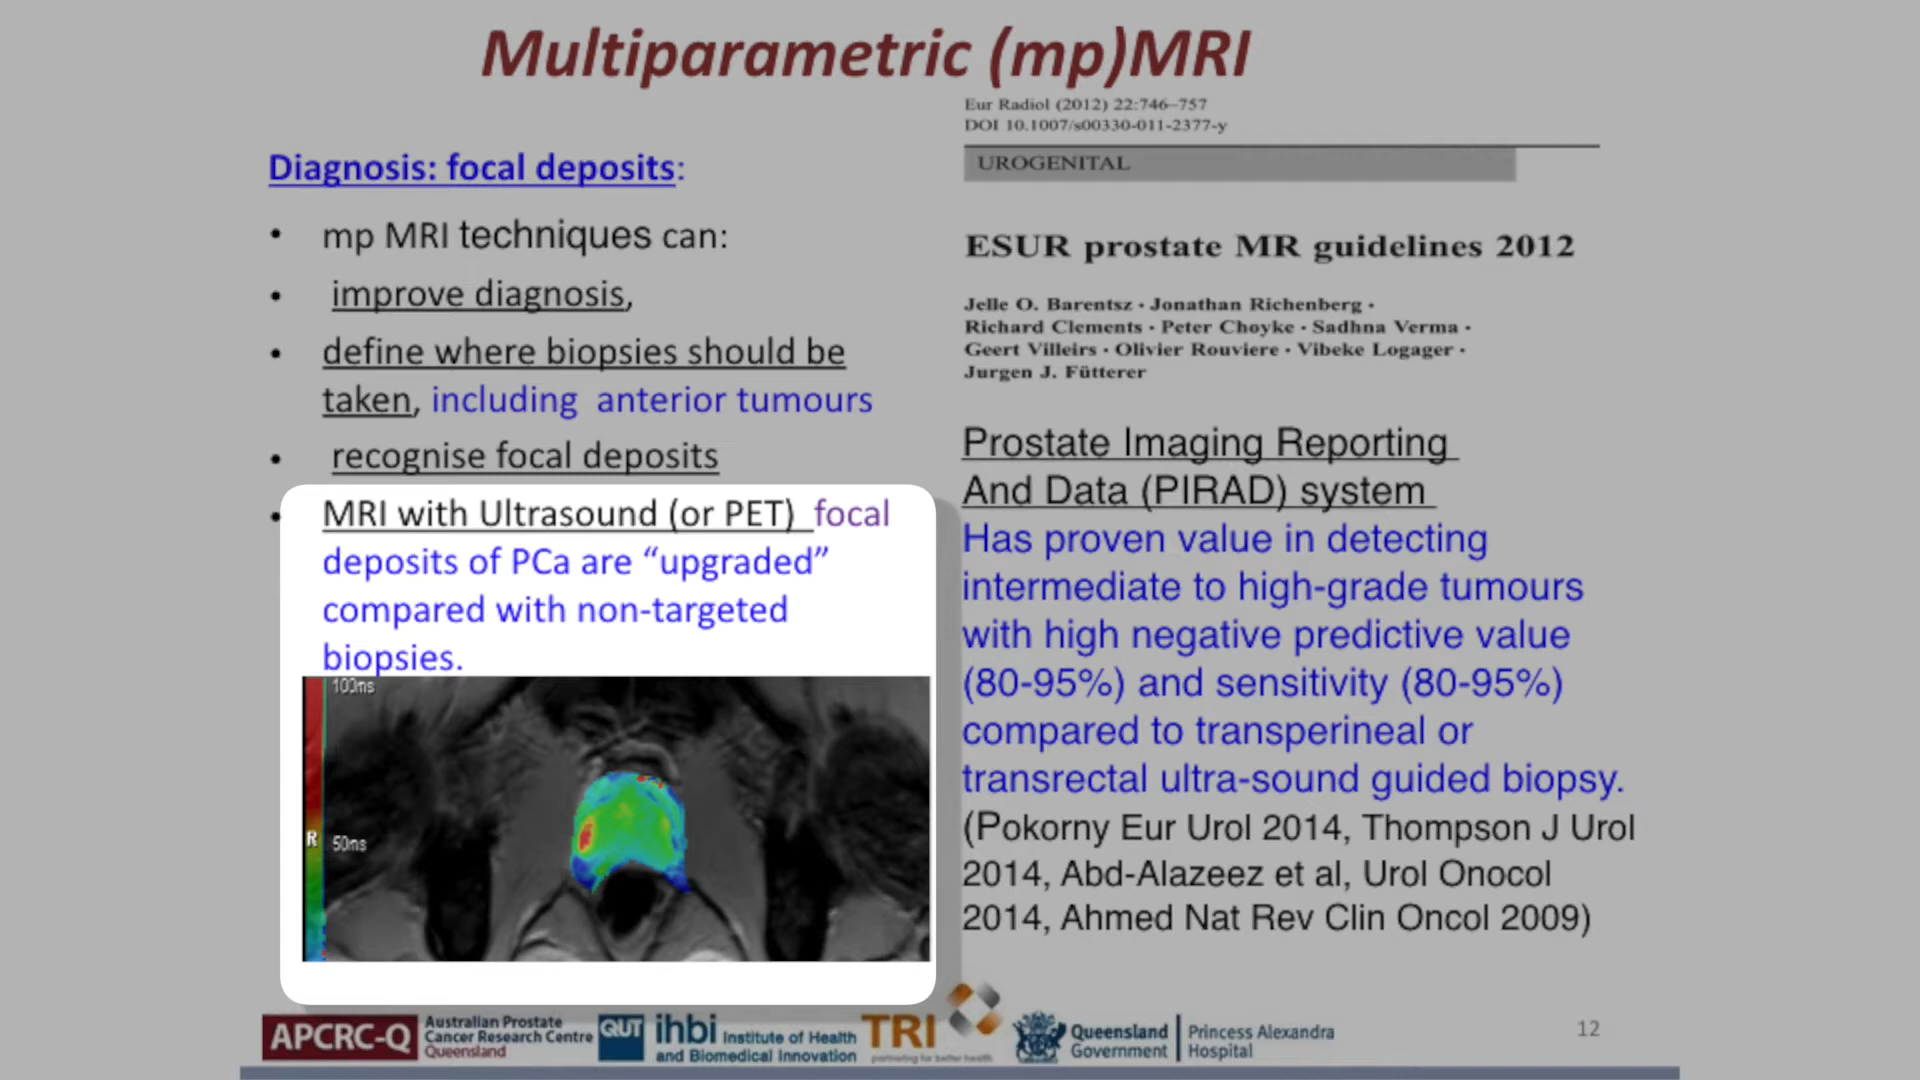 Multiparametric (mp)MRI
Diagnosis: focal deposits:
• mp MRI techniques can:
• improve diagnosis,
• define where biopsies should be
taken, including anterior tumours
• recognise focal deposits
• MRI with Ultrasound (or PET) focal
deposits of PCa are “upgraded”
compared with non-targeted
biopsies.
100ms
R 50ms
Eur Radiol (2012) 22:746–757
DOI 10.1007/s00330-011-2377-y
UROGENITAL
ESUR prostate MR guidelines 2012
Jelle O. Barentsz · Jonathan Richenberg ·
Richard Clements · Peter Choyke · Sadhna Verma ·
Geert Villeirs · Olivier Rouviere · Vibeke Logager ·
Jurgen J. Fütterer
Prostate Imaging Reporting
And Data (PIRAD) system
Has proven value in detecting
intermediate to high-grade tumours
with high negative predictive value
(80-95%) and sensitivity (80-95%)
compared to transperineal or
transrectal ultra-sound guided biopsy.
(Pokorny Eur Urol 2014, Thompson J Urol
2014, Abd-Alazeez et al, Urol Onocol
2014, Ahmed Nat Rev Clin Oncol 2009)
APCRC-Q
Australian Prostate
Cancer Research Centre
Queensland
QUT
ihbi Institute of Health
and Biomedical Innovation
TRI
partnering for better health
Queensland
Government
Princess Alexandra
Hospital
12